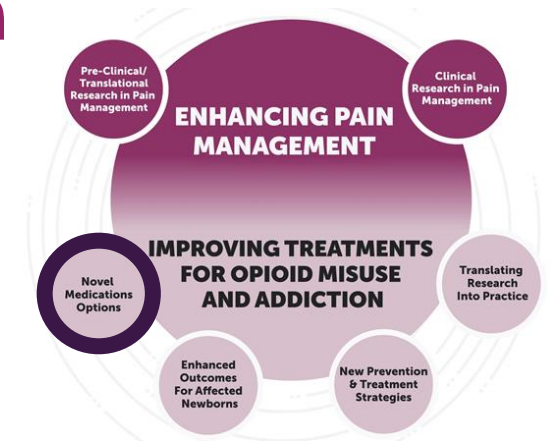 Pre-Clinical/
Translational
Research in Pain
Management
Clinical
Research in Pain
Management
ENHANCING PAIN
MANAGEMENT
IMPROVING TREATMENTS
FOR OPIOID MISUSE
AND ADDICTION
Novel
Medications
Options
Translating
Research
Into Practice
Enhanced
Outcomes
For Affected
Newborns
New Prevention
& Treatment
Strategies